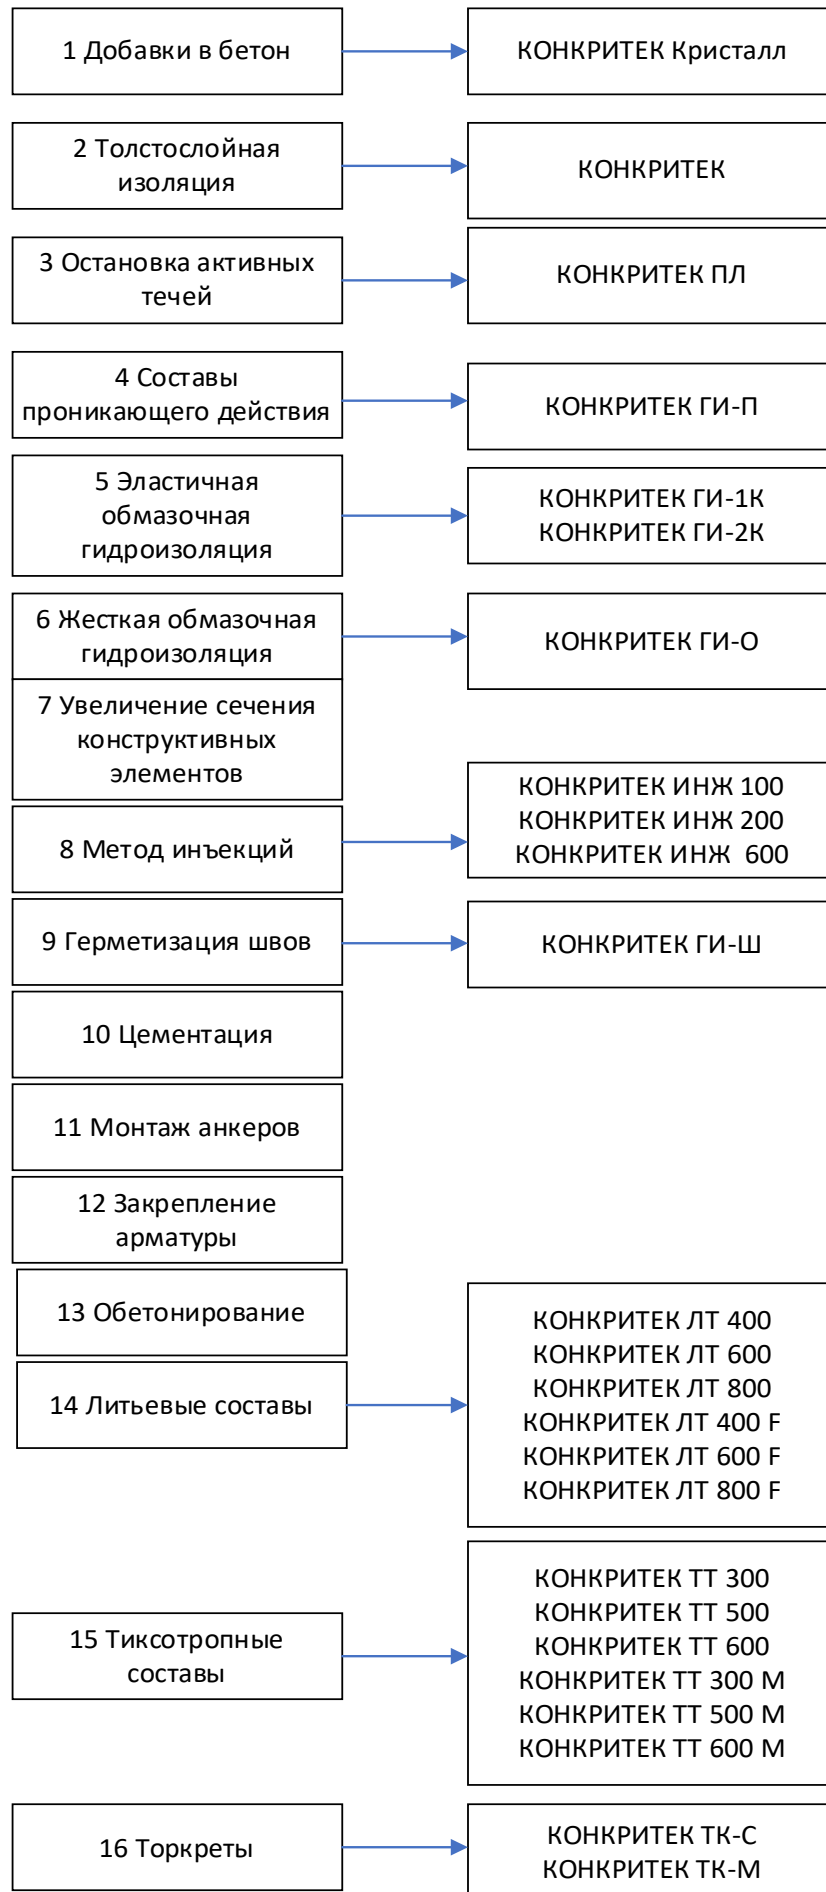 1 Добавки в бетон
КОНКРИТЕК Кристалл
2 Толстослойная
изоляция
КОНКРИТЕК
3 Остановка активных
течей
КОНКРИТЕК ПЛ
4 Составы
проникающего действия
КОНКРИТЕК ГИ-П
5 Эластичная
обмазочная
гидроизоляция
КОНКРИТЕК ГИ-1К
КОНКРИТЕК ГИ-2К
6 Жесткая обмазочная
гидроизоляция
КОНКРИТЕК ГИ-О
7 Увеличение сечения
конструктивных
элементов
8 Метод инъекций
КОНКРИТЕК ИНЖ 100
КОНКРИТЕК ИНЖ 200
КОНКРИТЕК ИНЖ  600
9 Герметизация швов
КОНКРИТЕК ГИ-Ш
10 Цементация
11 Монтаж анкеров
12 Закрепление
арматуры
13 Обетонирование
14 Литьевые составы
КОНКРИТЕК ЛТ 400
КОНКРИТЕК ЛТ 600
КОНКРИТЕК ЛТ 800
КОНКРИТЕК ЛТ 400 F
КОНКРИТЕК ЛТ 600 F
КОНКРИТЕК ЛТ 800 F
15 Тиксотропные
составы
КОНКРИТЕК ТТ 300
КОНКРИТЕК ТТ 500
КОНКРИТЕК ТТ 600
КОНКРИТЕК ТТ 300 М
КОНКРИТЕК ТТ 500 М
КОНКРИТЕК ТТ 600 М
16 Торкреты
КОНКРИТЕК ТК-С
КОНКРИТЕК ТК-М